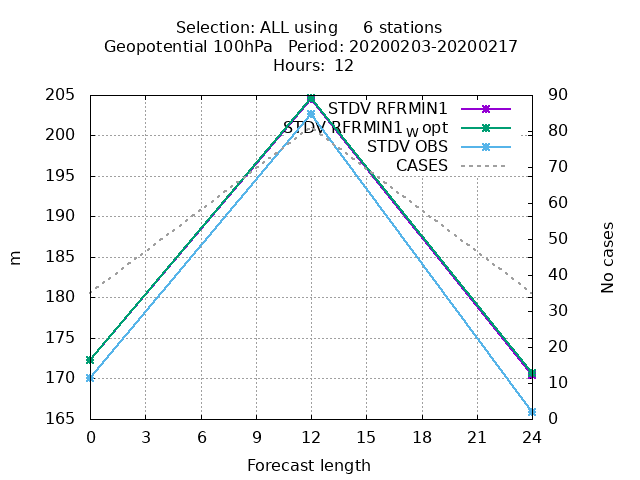 Selection: ALL using     6 stations
Geopotential 100hPa   Period: 20200203-20200217
Hours:  12
STDV RFRMIN1
STDV RFRMIN1wopt
STDV OBS
CASES
205
200
195
190
185
180
175
170
165
90
80
70
60
50
40
30
20
10
0
m
No cases
0 3 6 9 12 15 18 21 24
Forecast length